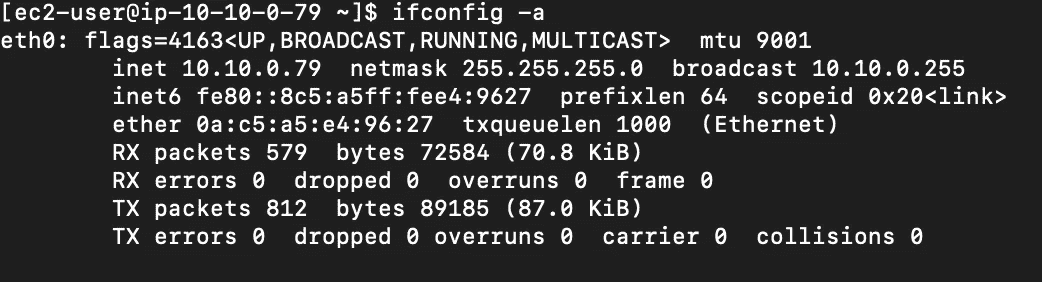 [ec2-user@ip-10-10-0-79 ~]$ ifconfig -a
eth0: flags=4163<UP,BROADCAST,RUNNING,MULTICAST>  mtu 9001
        inet 10.10.0.79  netmask 255.255.255.0  broadcast 10.10.0.255
        inet6 fe80::8c5:a5ff:fee4:9627  prefixlen 64  scopeid 0x20<link>
        ether 0a:c5:a5:e4:96:27  txqueuelen 1000  (Ethernet)
        RX packets 579  bytes 72584 (70.8 KiB)
        RX errors 0  dropped 0  overruns 0  frame 0
        TX packets 812  bytes 89185 (87.0 KiB)
        TX errors 0  dropped 0 overruns 0  carrier 0  collisions 0